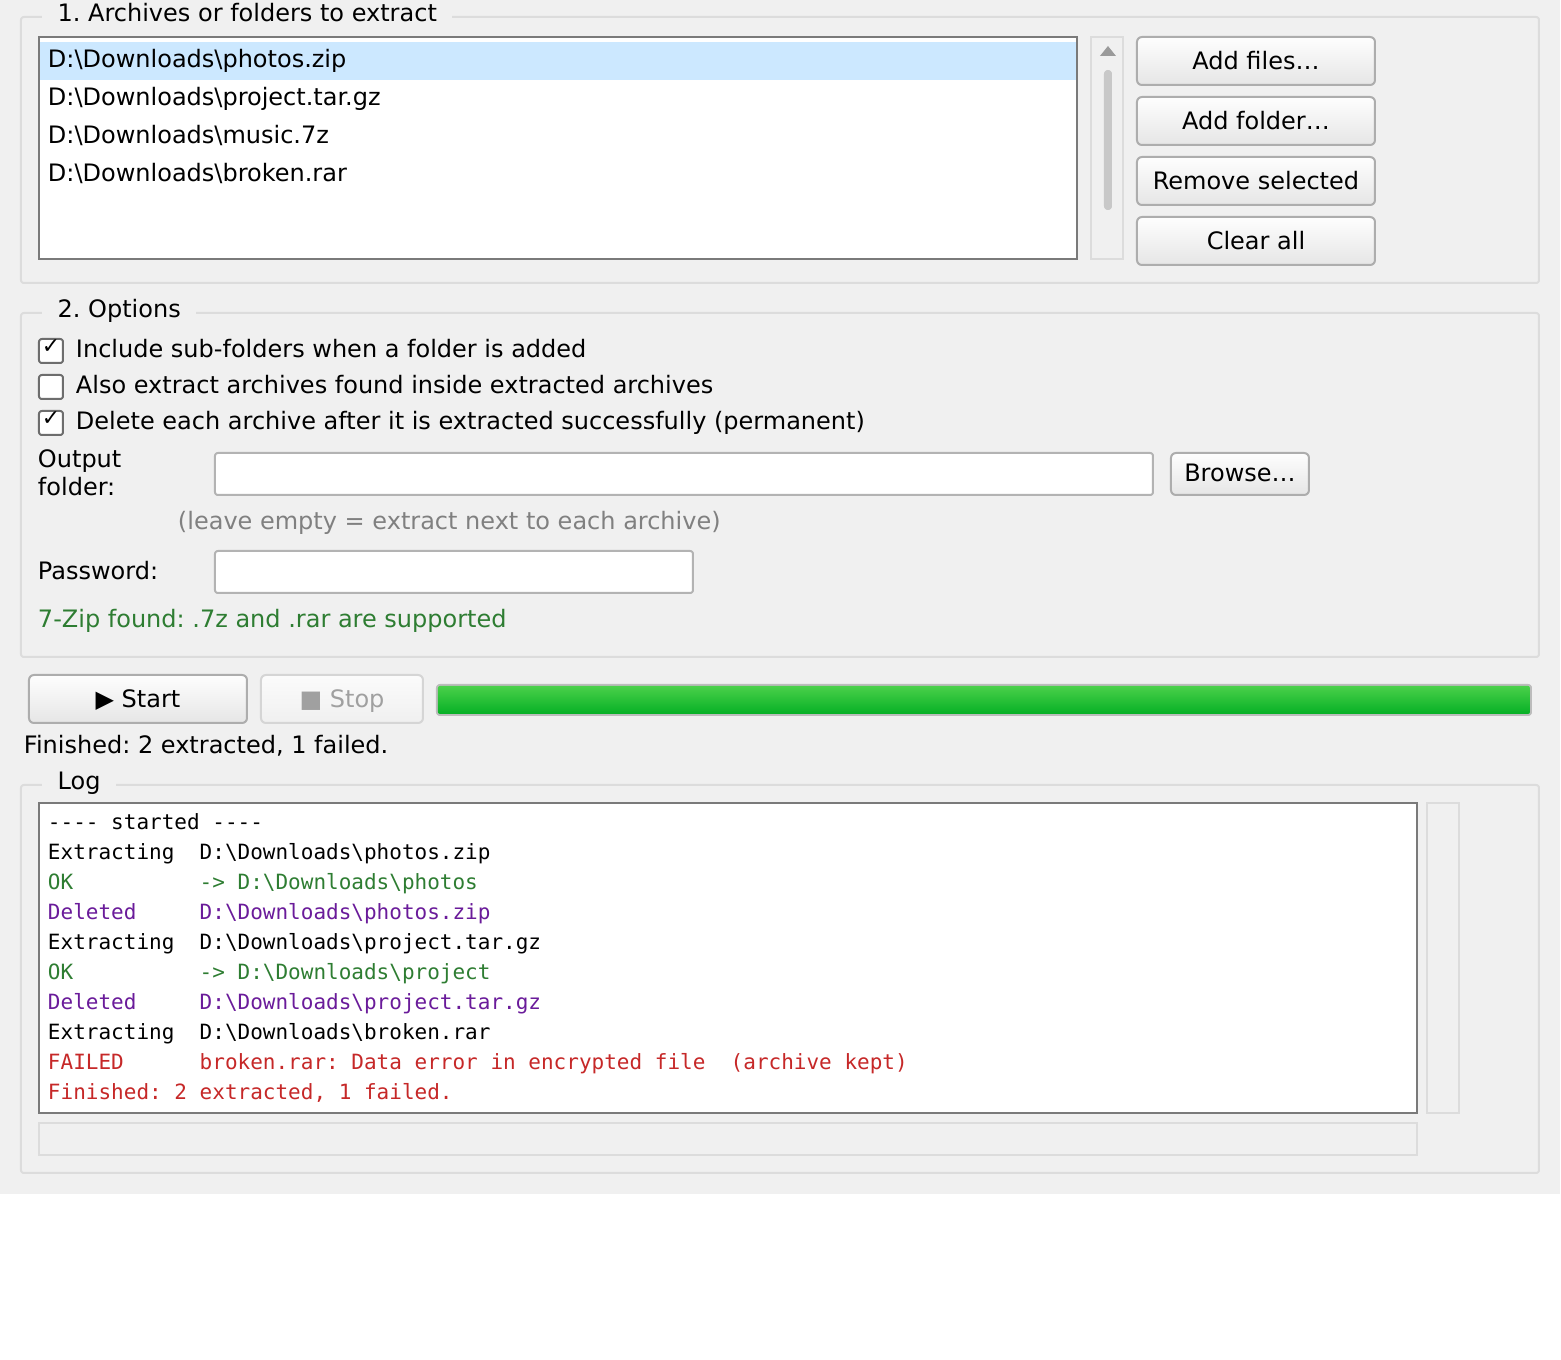 1. Archives or folders to extract
D:\Downloads\photos.zip
D:\Downloads\project.tar.gz
D:\Downloads\music.7z
D:\Downloads\broken.rar
Add files...
Add folder...
Remove selected
Clear all
2. Options
✓ Include sub-folders when a folder is added
Also extract archives found inside extracted archives
✓ Delete each archive after it is extracted successfully (permanent)
Output
folder:
Browse...
(leave empty = extract next to each archive)
Password:
7-Zip found: .7z and .rar are supported
▶ Start
■ Stop
Finished: 2 extracted, 1 failed.
Log
---- started ----
Extracting  D:\Downloads\photos.zip
OK          -> D:\Downloads\photos
Deleted     D:\Downloads\photos.zip
Extracting  D:\Downloads\project.tar.gz
OK          -> D:\Downloads\project
Deleted     D:\Downloads\project.tar.gz
Extracting  D:\Downloads\broken.rar
FAILED      broken.rar: Data error in encrypted file  (archive kept)
Finished: 2 extracted, 1 failed.